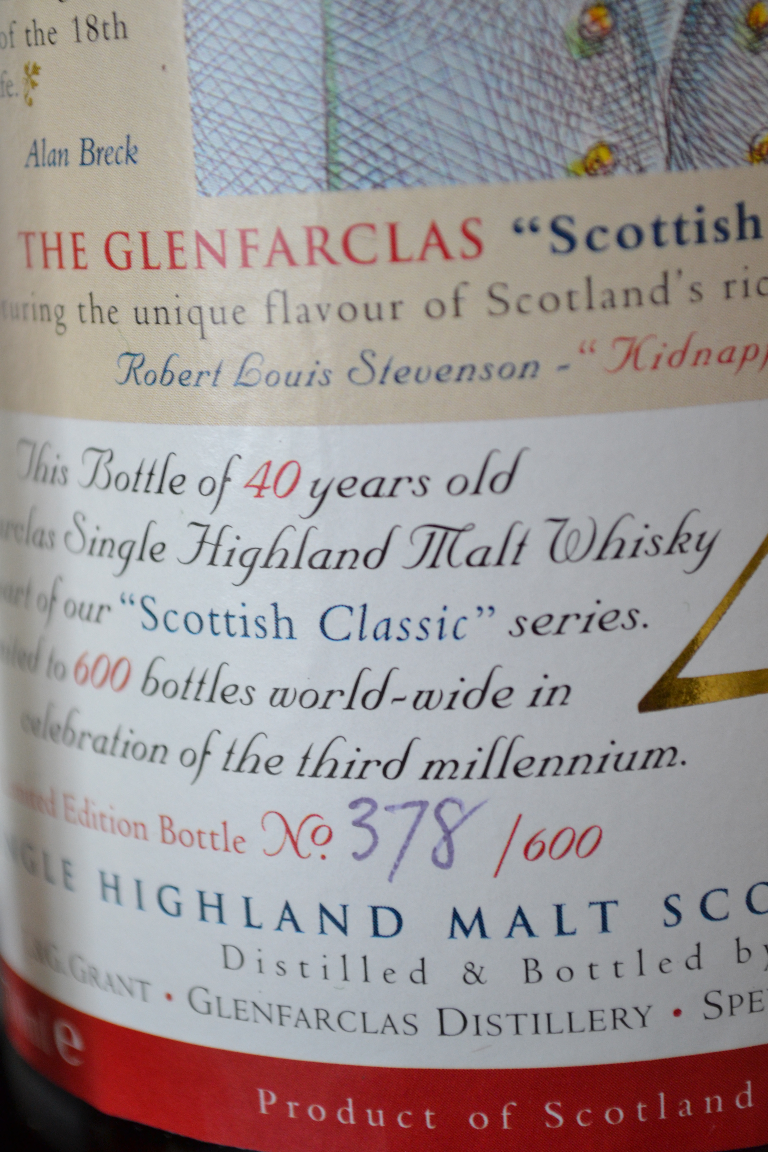 of the 18th
Alan Breck
THE GLENFARCLAS "Scottish
the unique flavour of Scotland's
Robert Louis Stevenson - "Kidnapp
This Bottle of 40 years old
Single Highland Malt Whisky
of our "Scottish Classic" series.
to 600 bottles world-wide in
celebration of the third millennium.
Edition Bottle No. 378 /600
HIGHLAND MALT SCO
Distilled & Bottled by
GRANT • GLENFARCLAS DISTILLERY • SPE
e
Product of Scotland